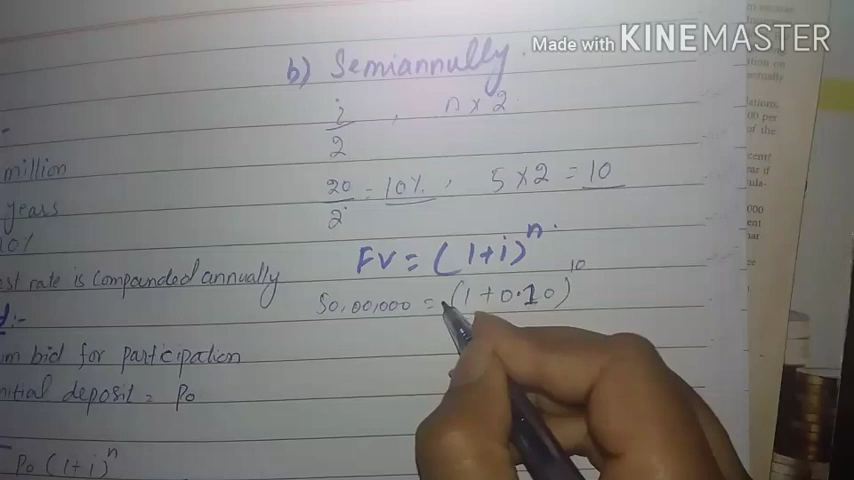 Made with KINEMASTER
b) Semiannually
i/2 , n x 2
million
20/2 = 10% , 5 x 2 = 10
years
FV = (1+i)^n
est rate is compounded annually
50,00,000 = (1+0.10)^10
im bid for participation
nitial deposit = Po
Po (1+i)^n